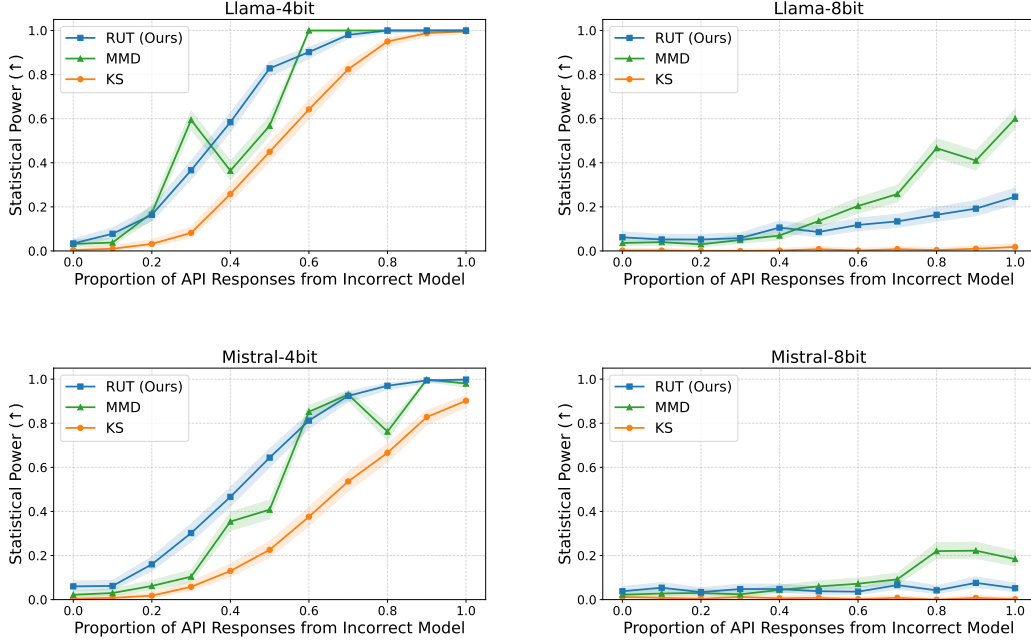 Llama-4bit
RUT (Ours)
MMD
KS
Statistical Power (↑)
1.0
0.8
0.6
0.4
0.2
0.0
0.0 0.2 0.4 0.6 0.8 1.0
Proportion of API Responses from Incorrect Model
Llama-8bit
RUT (Ours)
MMD
KS
Statistical Power (↑)
1.0
0.8
0.6
0.4
0.2
0.0
0.0 0.2 0.4 0.6 0.8 1.0
Proportion of API Responses from Incorrect Model
Mistral-4bit
RUT (Ours)
MMD
KS
Statistical Power (↑)
1.0
0.8
0.6
0.4
0.2
0.0
0.0 0.2 0.4 0.6 0.8 1.0
Proportion of API Responses from Incorrect Model
Mistral-8bit
RUT (Ours)
MMD
KS
Statistical Power (↑)
1.0
0.8
0.6
0.4
0.2
0.0
0.0 0.2 0.4 0.6 0.8 1.0
Proportion of API Responses from Incorrect Model